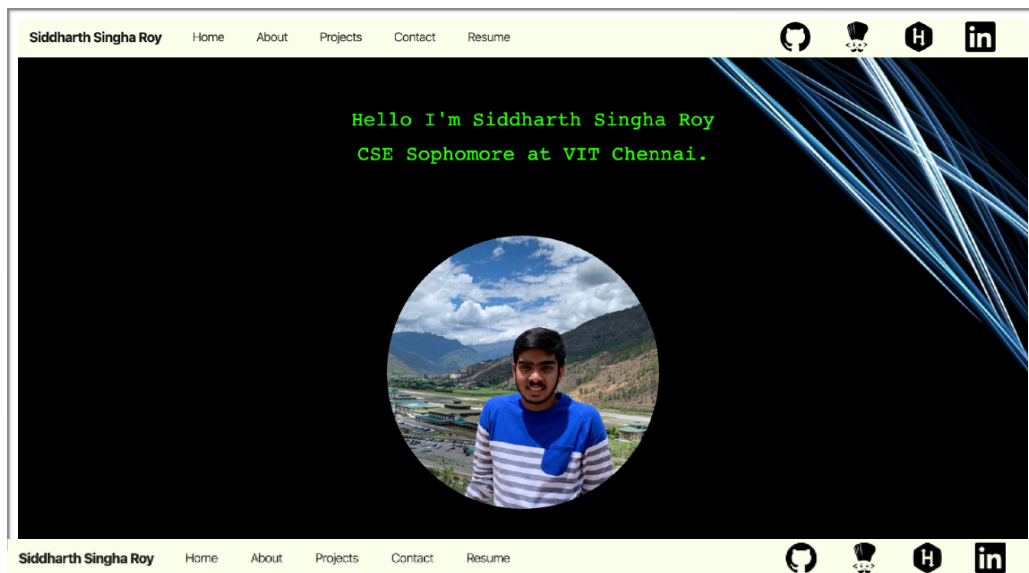 Siddharth Singha Roy Home About Projects Contact Resume
Hello I'm Siddharth Singha Roy
CSE Sophomore at VIT Chennai.
Siddharth Singha Roy Home About Projects Contact Resume